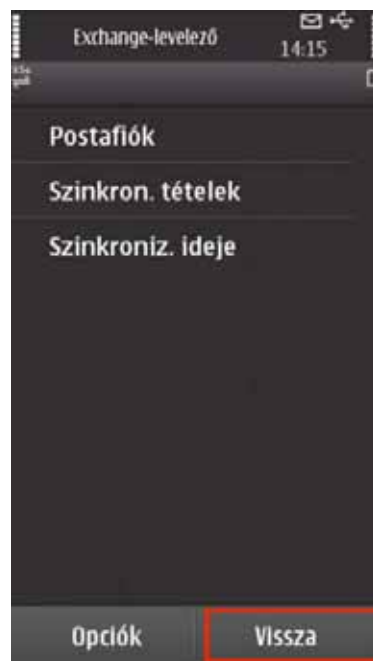 Exchange-levelező
14:15
Postafiók
Szinkron. tételek
Szinkroniz. ideje
Opciók
Vissza